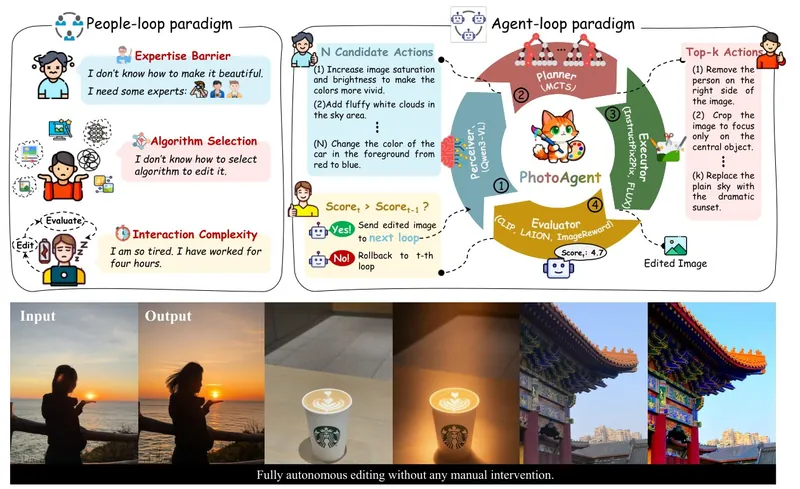 People-loop paradigm
Expertise Barrier
I don't know how to make it beautiful.
I need some experts:
Algorithm Selection
I don't know how to select
algorithm to edit it.
Evaluate
Edit
Interaction Complexity
I am so tired. I have worked for
four hours.
Agent-loop paradigm
N Candidate Actions
(1) Increase image saturation
and brightness to make the
colors more vivid.
(2)Add fluffy white clouds in
the sky area.
(N) Change the color of the
car in the foreground from
red to blue.
Scoret > Scoret-1 ?
Yes!
Send edited image
to next loop
No!
Rollback to t-th
loop
Planner
(MCTS)
②
Perceiver
(Qwen3-VL)
①
PhotoAgent
③
Executor
(InstructPix2Pix, FLUX)
④
Evaluator
(CLIP, LAION, ImageReward)
Scoret: 4.7
Edited Image
Top-k Actions
(1) Remove the
person on the
right side of
the image.
(2) Crop the
image to focus
only on the
central object.
(k) Replace the
plain sky with
the dramatic
sunset.
Input
Output
Fully autonomous editing without any manual intervention.